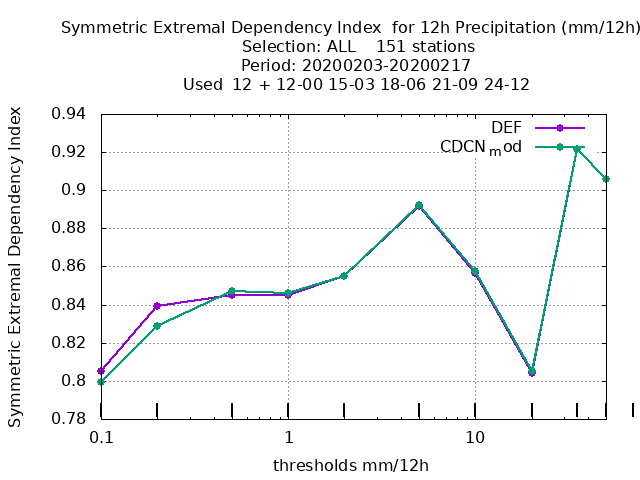 Symmetric Extremal Dependency Index  for 12h Precipitation (mm/12h)
Selection: ALL    151 stations
Period: 20200203-20200217
Used  12 + 12-00 15-03 18-06 21-09 24-12
Symmetric Extremal Dependency Index
0.94
0.92
0.9
0.88
0.86
0.84
0.82
0.8
0.78
DEF
CDCN_mod
0.1
1
10
thresholds mm/12h